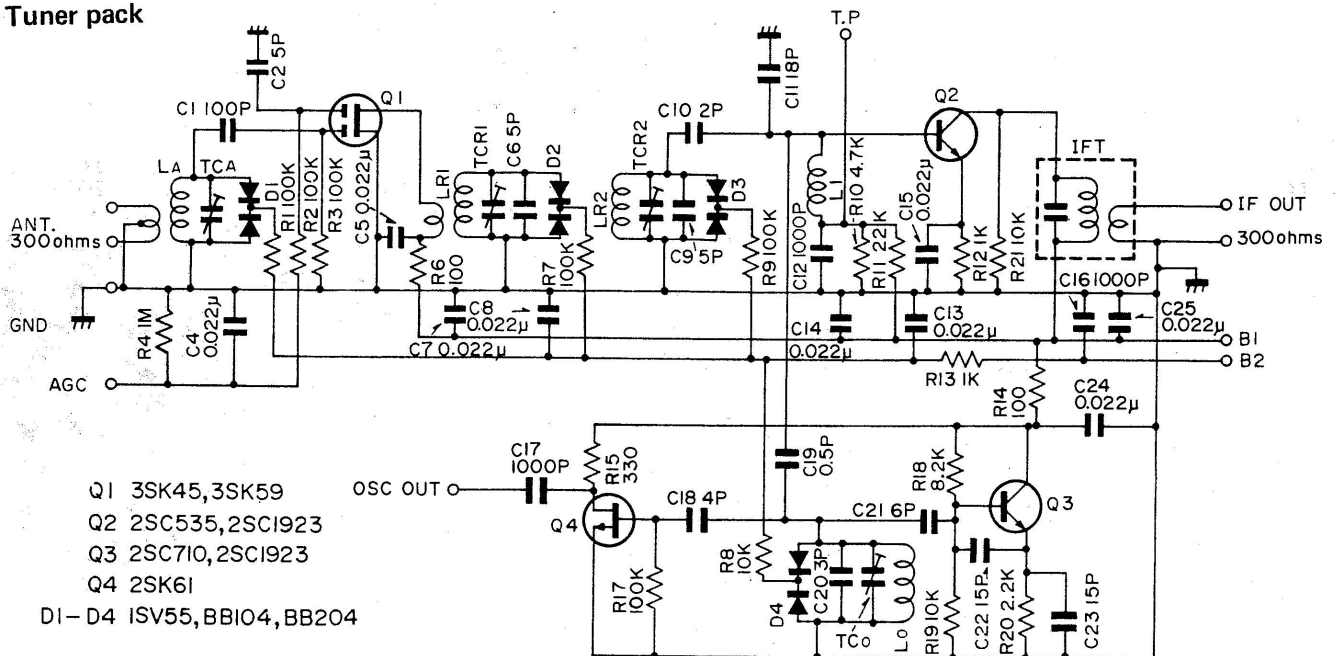 Tuner pack
T.P
C2 5P
C11 18P
Q1
Q2
C1 100P
C10 2P
LA
TCA
D1
R1 100K
R2 100K
R3 100K
C5 0.022μ
LR1
TCR1
C6 5P
D2
LR2
TCR2
C9 5P
D3
L1
R10 4.7K
C15
0.022μ
IFT
ANT.
300ohms
IF OUT
300ohms
R6
100
R7
100K
R9 100K
C12 1000P
R11 22K
R12 1K
R21 10K
GND
R4 1M
C4
0.022μ
C8
0.022μ
C7 0.022μ
C14
0.022μ
C13
0.022μ
C16 1000P
C25
0.022μ
B1
B2
AGC
R13 1K
R14
100
C24
0.022μ
C17
1000P
R15
330
C19
0.5P
R18
8.2K
OSC OUT
Q4
C18 4P
C21 6P
Q3
R17
100K
R8
10K
D4
C20 3P
TCO
LO
R19 10K
C22 15P
R20 2.2K
C23 15P
Q1 3SK45,3SK59
Q2 2SC535,2SC1923
Q3 2SC710,2SC1923
Q4 2SK61
D1-D4 1SV55,BB104,BB204